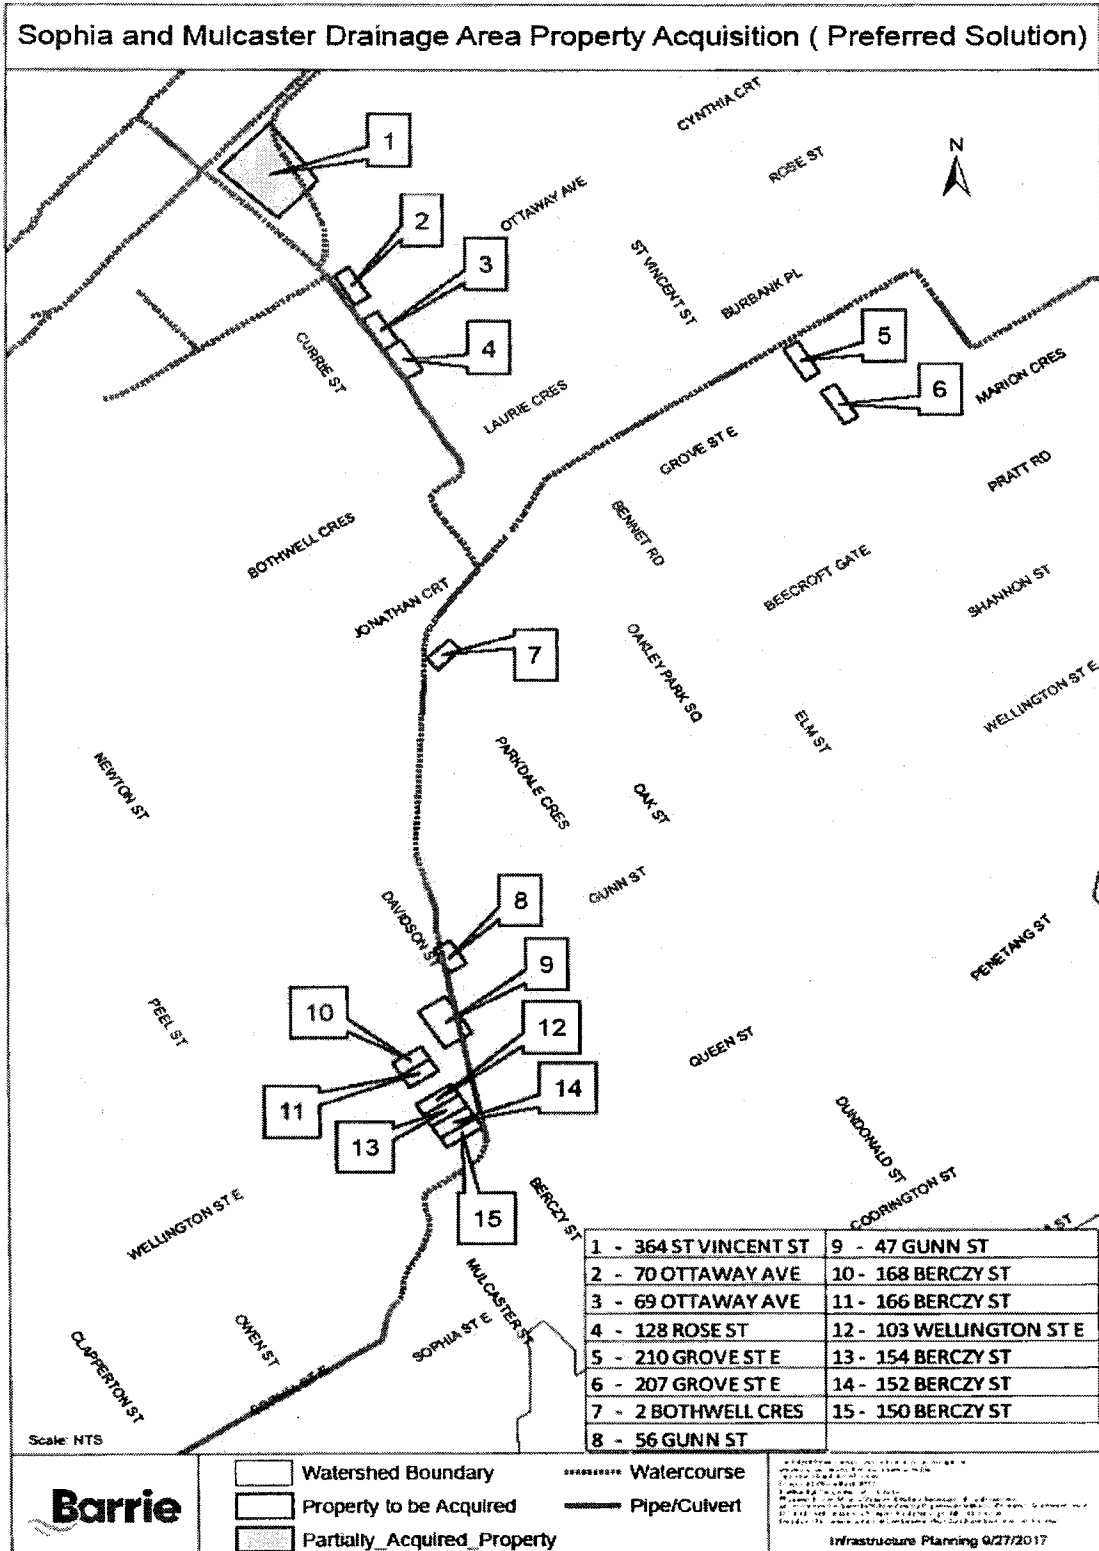 Sophia and Mulcaster Drainage Area Property Acquisition ( Preferred Solution)
CYNTHIA CRT
1
N
ROSE ST
OTTAWAY AVE
2
3
ST VINCENT ST
BURBANK PL
4
5
CURRIE ST
6
MARION CRES
LAURIE CRES
GROVE ST E
PRATT RD
BENNET RD
BOTHWELL CRES
BEECROFT GATE
SHANNON ST
JONATHAN CRT
7
OAKLEY PARK SQ
WELLINGTON ST E
ELM ST
NEWTON ST
PARKDALE CRES
OAK ST
GUNN ST
8
DAVIDSON ST
PENETANG ST
9
PEEL ST
10
12
QUEEN ST
14
11
13
DUNDONALD ST
CODRINGTON ST
WELLINGTON ST E
BERCZY ST
15
ST
MULCASTER ST
SOPHIA ST E
OWEN ST
CLAPPERTON ST
1 - 364 ST VINCENT ST 9 - 47 GUNN ST
2 - 70 OTTAWAY AVE 10 - 168 BERCZY ST
3 - 69 OTTAWAY AVE 11 - 166 BERCZY ST
4 - 128 ROSE ST 12 - 103 WELLINGTON ST E
5 - 210 GROVE ST E 13 - 154 BERCZY ST
6 - 207 GROVE ST E 14 - 152 BERCZY ST
7 - 2 BOTHWELL CRES 15 - 150 BERCZY ST
8 - 56 GUNN ST
Scale: NTS
Barrie
Watershed Boundary
Watercourse
Property to be Acquired
Pipe/Culvert
Partially_Acquired_Property
Infrastructure Planning 9/27/2017